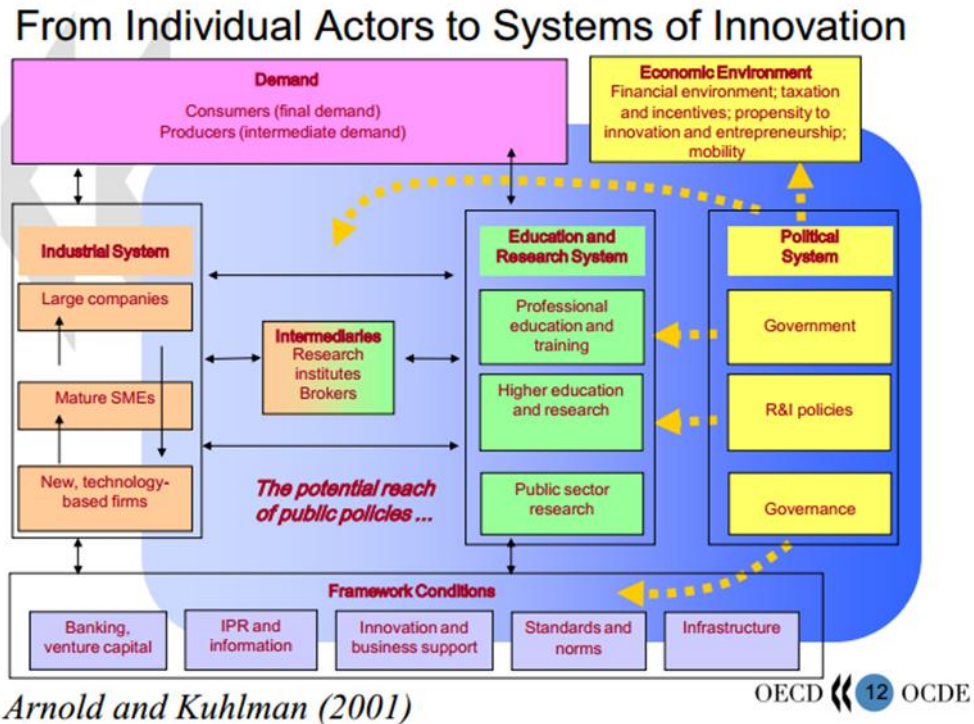 From Individual Actors to Systems of Innovation
Demand
Consumers (final demand)
Producers (intermediate demand)
Economic Environment
Financial environment; taxation
and incentives; propensity to
innovation and entrepreneurship;
mobility
Industrial System
Large companies
Mature SMEs
New, technology-
based firms
Intermediaries
Research
institutes
Brokers
The potential reach
of public policies ...
Education and
Research System
Professional
education and
training
Higher education
and research
Public sector
research
Political
System
Government
R&I policies
Governance
Framework Conditions
Banking,
venture capital
IPR and
information
Innovation and
business support
Standards and
norms
Infrastructure
Arnold and Kuhlman (2001)
OECD 12 OCDE